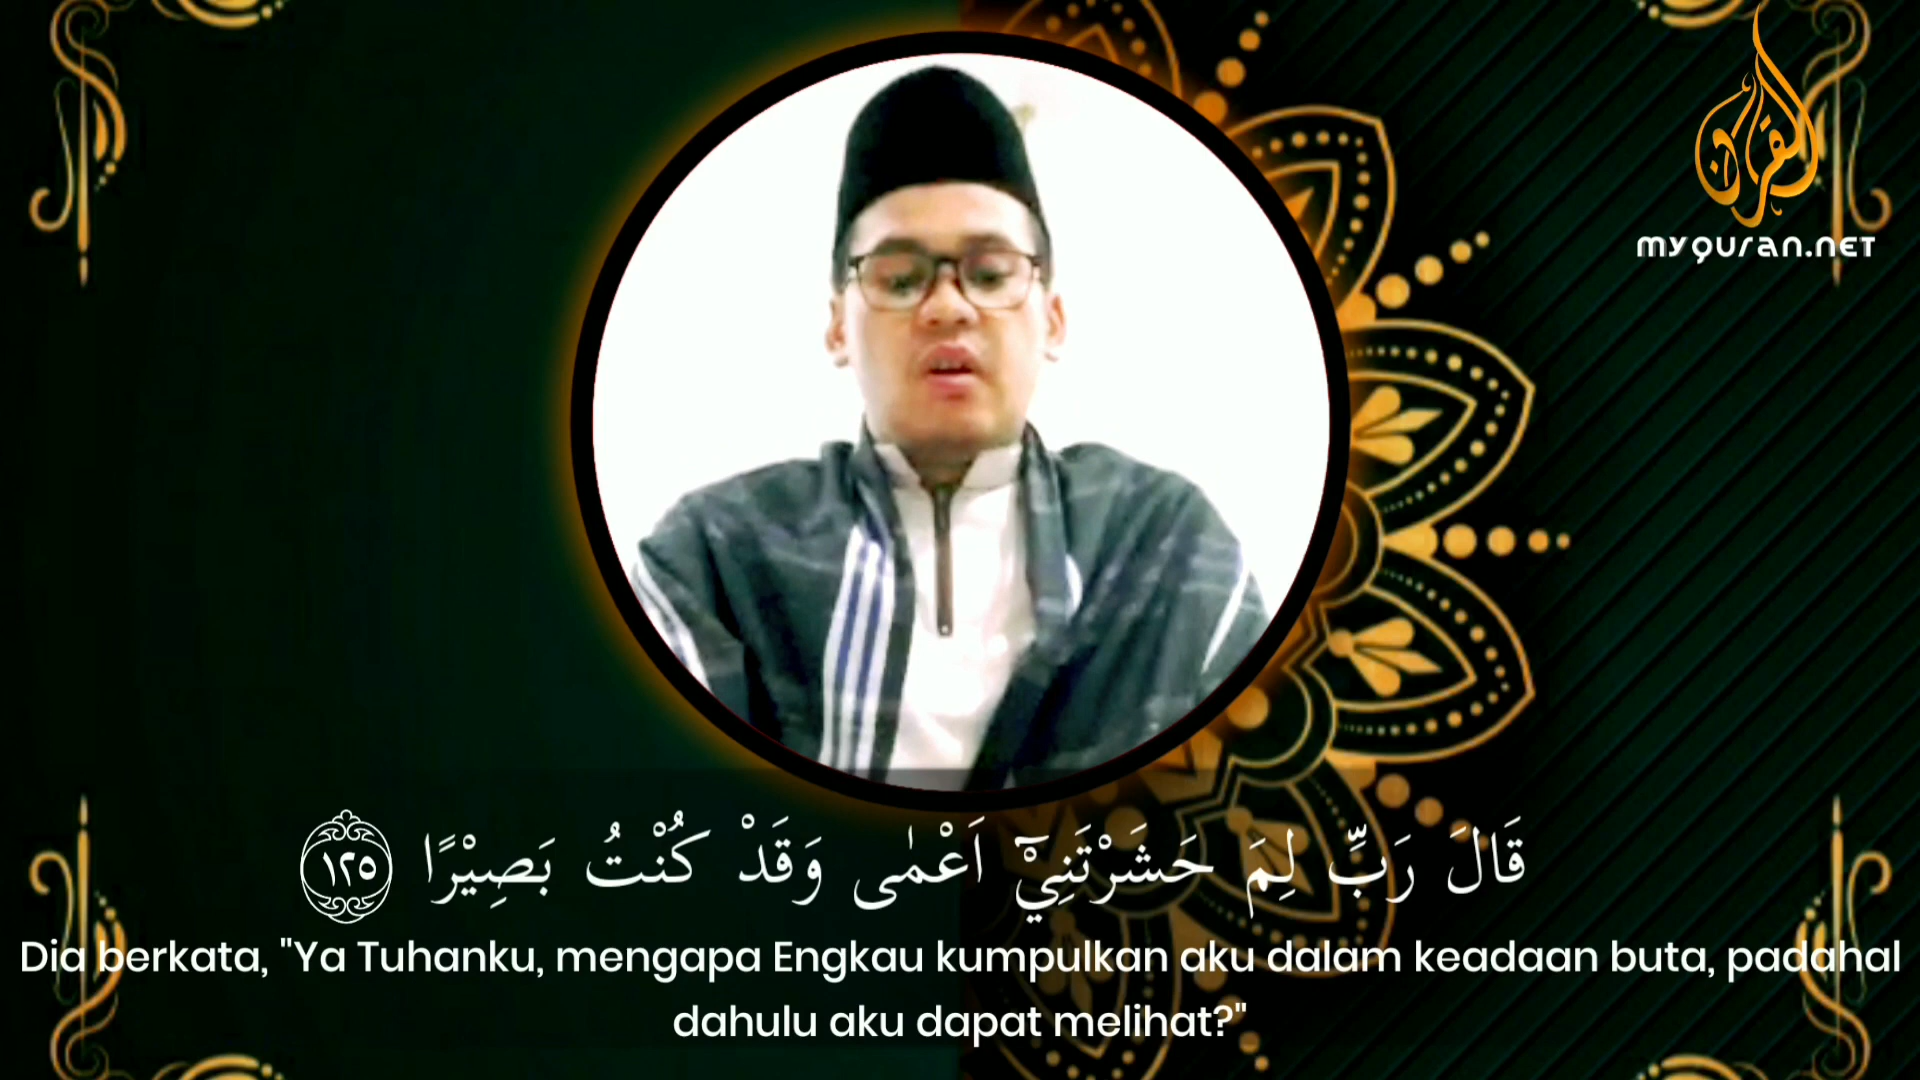 القرآن
myquran.net
قَالَ رَبِّ لِمَ حَشَرْتَنِيْٓ اَعْمٰى وَقَدْ كُنْتُ بَصِيْرًا ١٢٥
Dia berkata, "Ya Tuhanku, mengapa Engkau kumpulkan aku dalam keadaan buta, padahal
dahulu aku dapat melihat?"